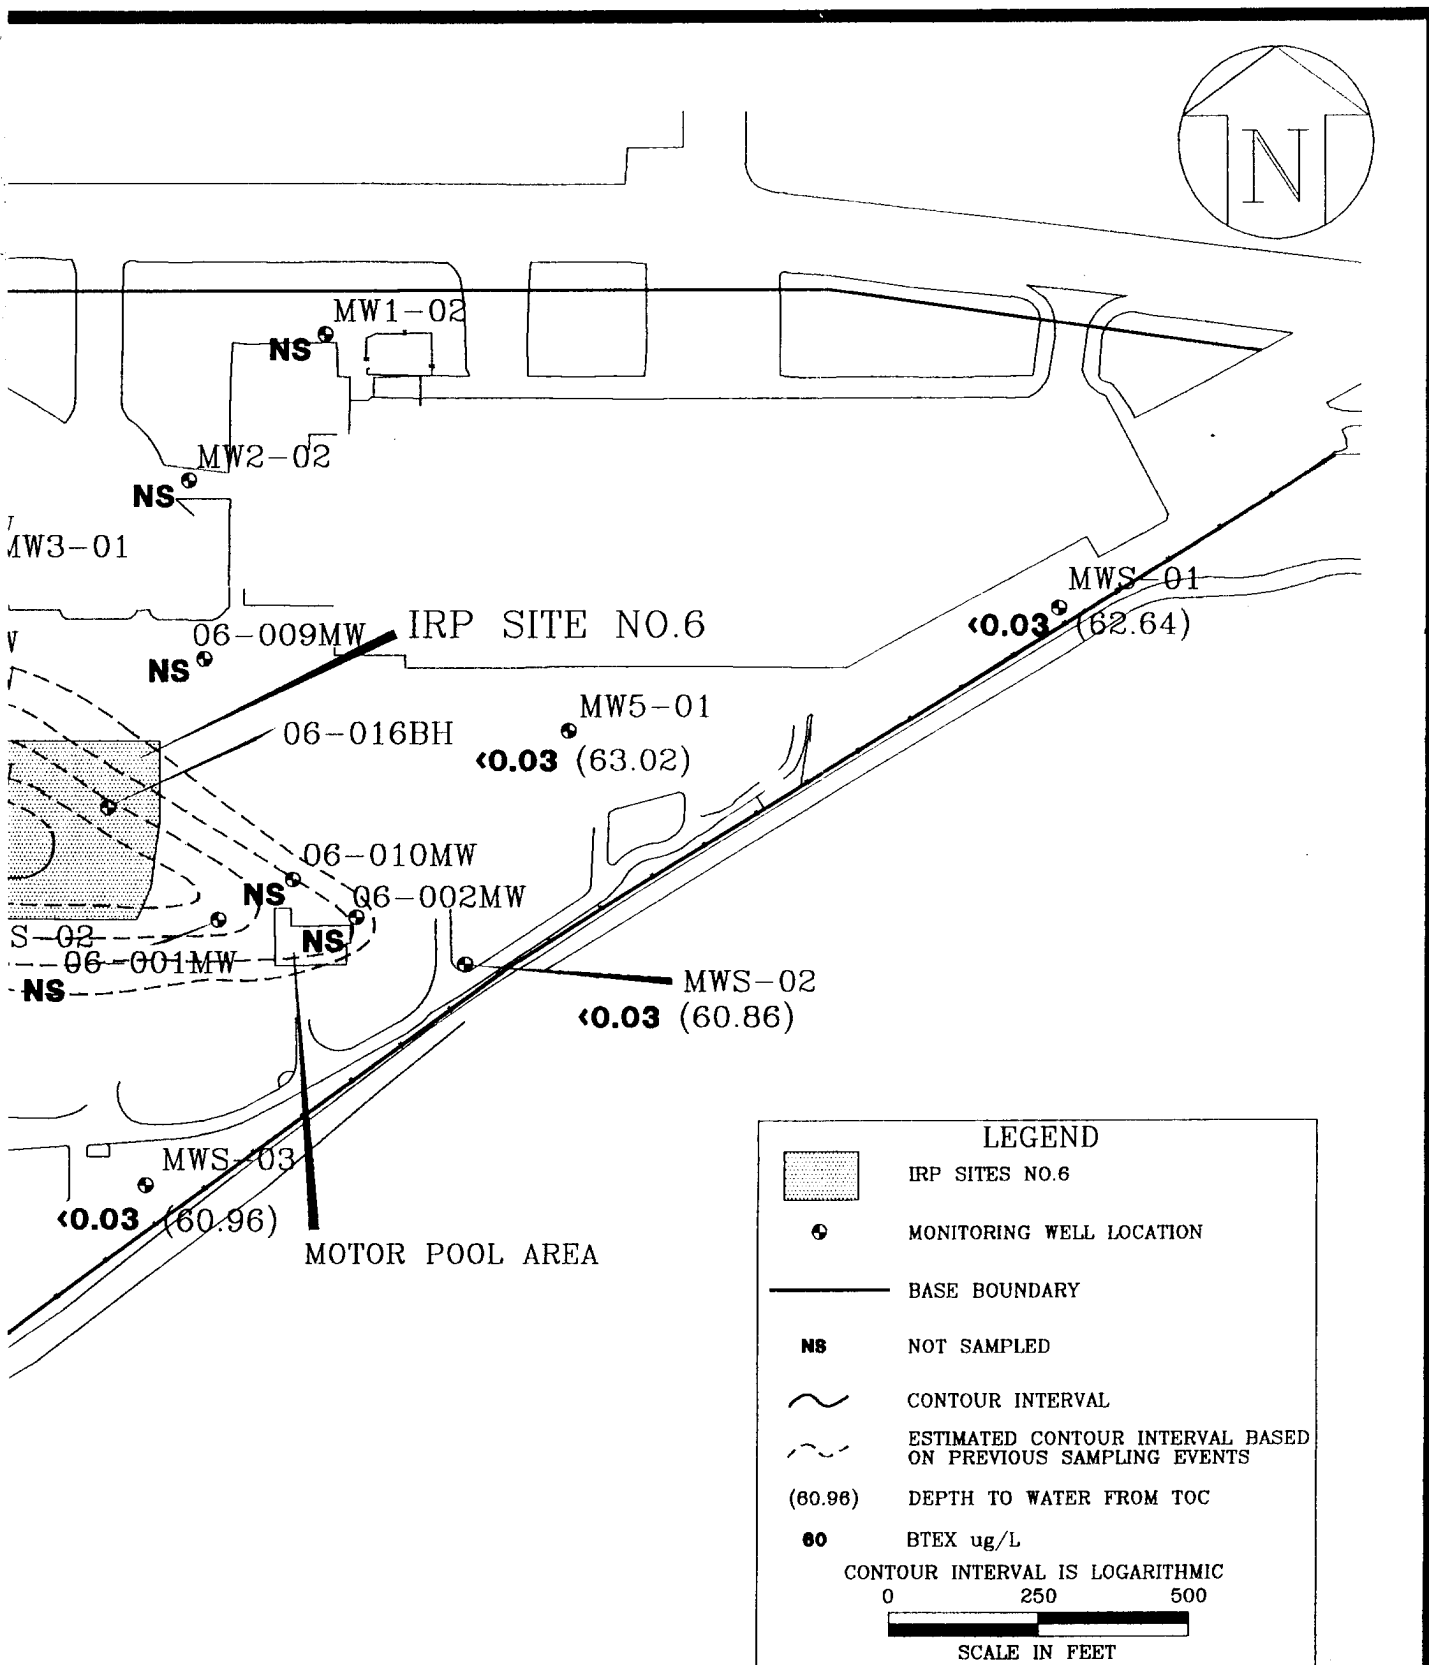 N
MW1-02
NS
MW2-02
NS
MW3-01
IRP SITE NO.6
06-009MW
NS
MWS-01
<0.03 (62.64)
MW5-01
<0.03 (63.02)
06-016BH
06-010MW
NS
06-002MW
NS
S-02
06-001MW
NS
MWS-02
<0.03 (60.86)
MWS-03
<0.03 (60.96)
MOTOR POOL AREA
LEGEND
IRP SITES NO.6
MONITORING WELL LOCATION
BASE BOUNDARY
NS NOT SAMPLED
CONTOUR INTERVAL
ESTIMATED CONTOUR INTERVAL BASED
ON PREVIOUS SAMPLING EVENTS
(60.96) DEPTH TO WATER FROM TOC
60 BTEX ug/L
CONTOUR INTERVAL IS LOGARITHMIC
0 250 500
SCALE IN FEET